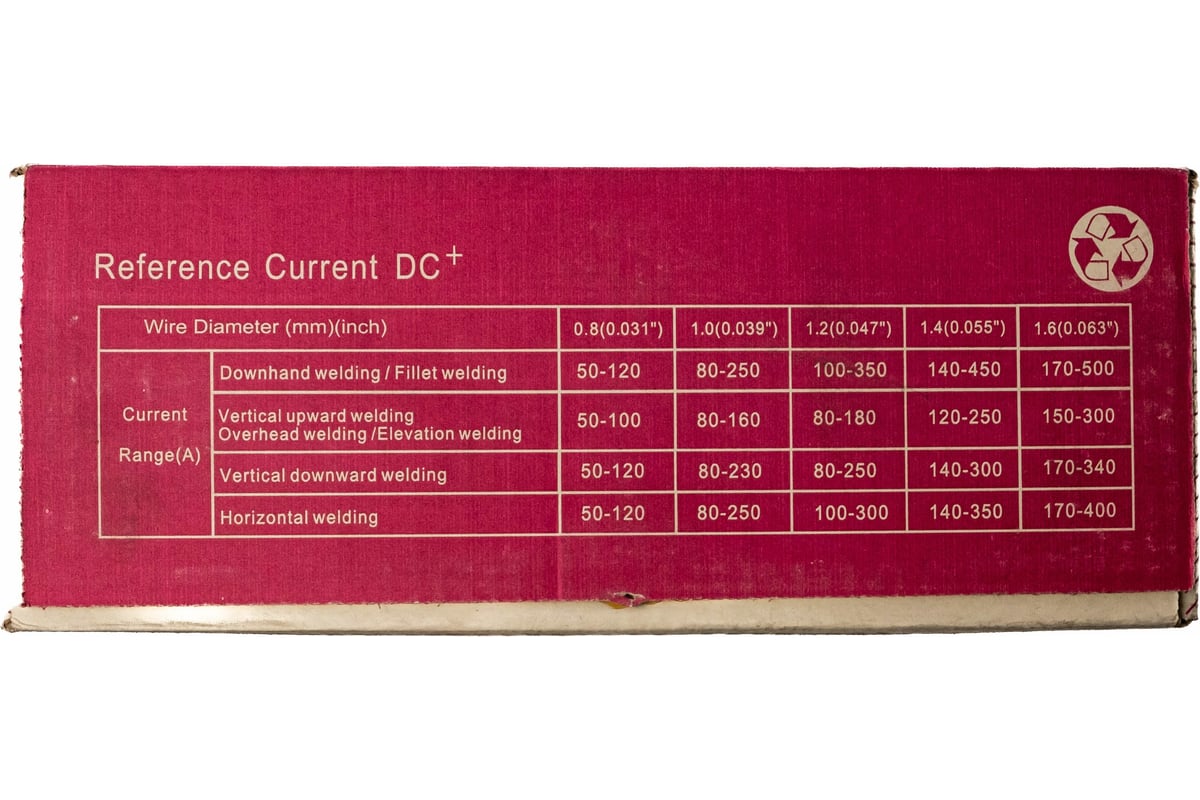 Reference Current DC+
Wire Diameter (mm)(inch) 0.8(0.031") 1.0(0.039") 1.2(0.047") 1.4(0.055") 1.6(0.063")
Current Range(A)
Downhand welding / Fillet welding 50-120 80-250 100-350 140-450 170-500
Vertical upward welding
Overhead welding /Elevation welding 50-100 80-160 80-180 120-250 150-300
Vertical downward welding 50-120 80-230 80-250 140-300 170-340
Horizontal welding 50-120 80-250 100-300 140-350 170-400